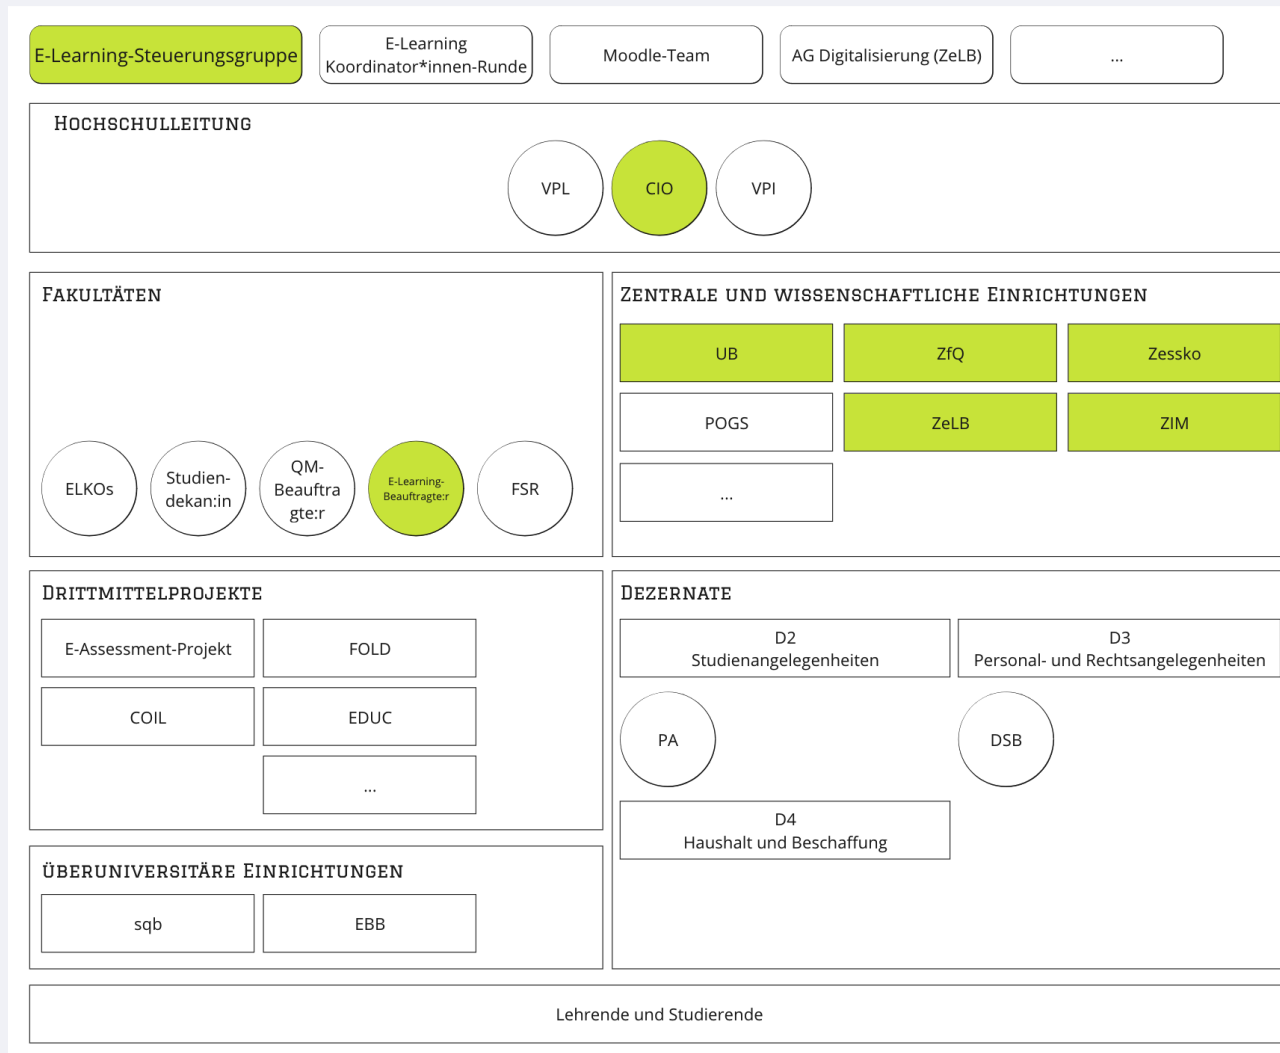 E-Learning-Steuerungsgruppe
E-Learning
Koordinator*innen-Runde
Moodle-Team
AG Digitalisierung (ZeLB)
...
Hochschulleitung
VPL
CIO
VPI
Fakultäten
ELKOs
Studien-
dekan:in
QM-
Beauftra
gte:r
E-Learning-
Beauftragte:r
FSR
Zentrale und wissenschaftliche Einrichtungen
UB
ZfQ
Zessko
POGS
ZeLB
ZIM
...
Drittmittelprojekte
E-Assessment-Projekt
FOLD
COIL
EDUC
...
Dezernate
D2
Studienangelegenheiten
D3
Personal- und Rechtsangelegenheiten
PA
DSB
D4
Haushalt und Beschaffung
überuniversitäre Einrichtungen
sqb
EBB
Lehrende und Studierende